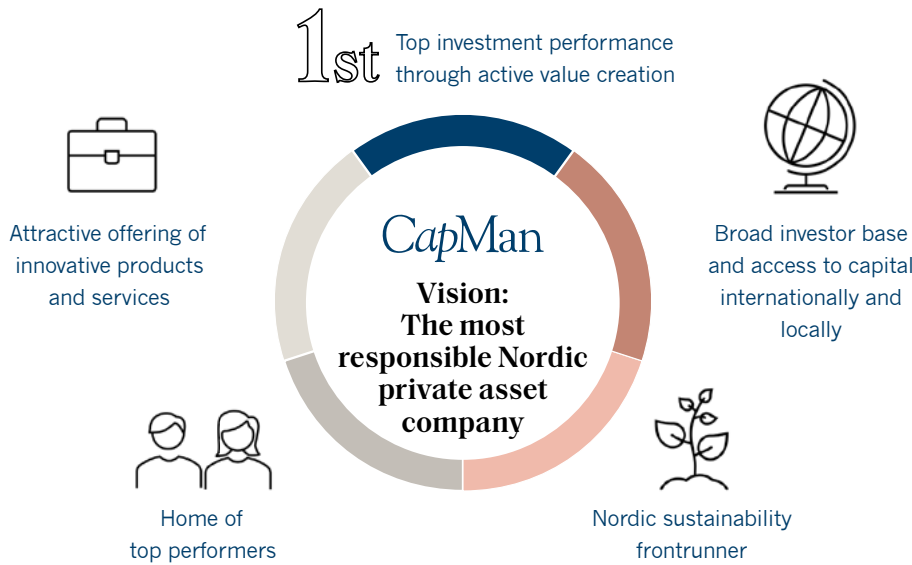 1st
Top investment performance
through active value creation
Attractive offering of
innovative products
and services
Broad investor base
and access to capital
internationally and
locally
CapMan
Vision:
The most
responsible Nordic
private asset
company
Home of
top performers
Nordic sustainability
frontrunner